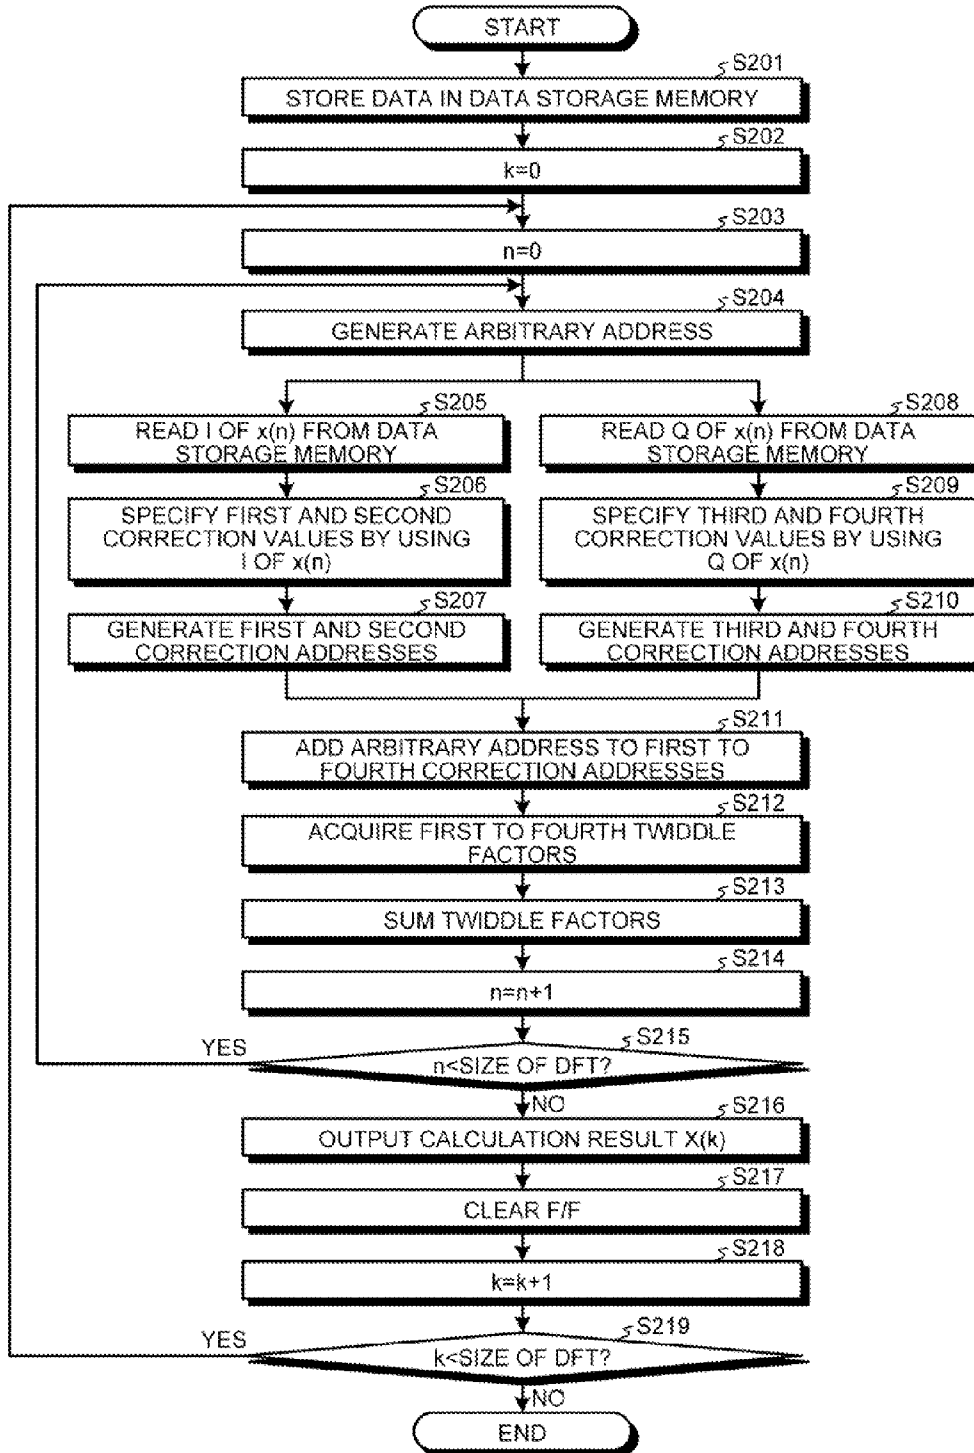 START
S201
STORE DATA IN DATA STORAGE MEMORY
S202
k=0
S203
n=0
S204
GENERATE ARBITRARY ADDRESS
S205
READ I OF x(n) FROM DATA
STORAGE MEMORY
S206
SPECIFY FIRST AND SECOND
CORRECTION VALUES BY USING
I OF x(n)
S207
GENERATE FIRST AND SECOND
CORRECTION ADDRESSES
S208
READ Q OF x(n) FROM DATA
STORAGE MEMORY
S209
SPECIFY THIRD AND FOURTH
CORRECTION VALUES BY USING
Q OF x(n)
S210
GENERATE THIRD AND FOURTH
CORRECTION ADDRESSES
S211
ADD ARBITRARY ADDRESS TO FIRST TO
FOURTH CORRECTION ADDRESSES
S212
ACQUIRE FIRST TO FOURTH TWIDDLE
FACTORS
S213
SUM TWIDDLE FACTORS
S214
n=n+1
S215
YES
n<SIZE OF DFT?
NO
S216
OUTPUT CALCULATION RESULT X(k)
S217
CLEAR F/F
S218
k=k+1
S219
YES
k<SIZE OF DFT?
NO
END